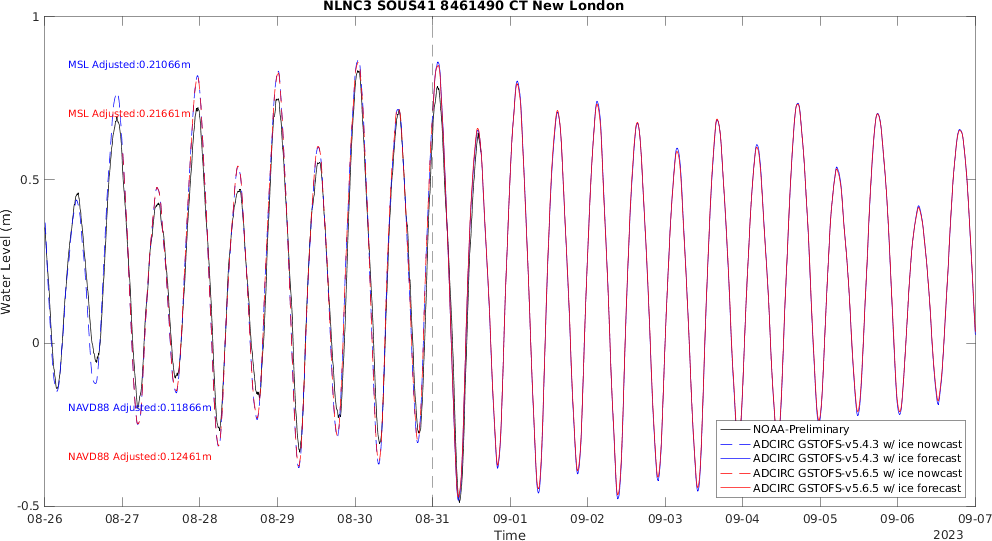 NLNC3 SOUS41 8461490 CT New London
1
0.5
0
-0.5
Water Level (m)
MSL Adjusted:0.21066m
MSL Adjusted:0.21661m
NAVD88 Adjusted:0.11866m
NAVD88 Adjusted:0.12461m
NOAA-Preliminary
ADCIRC GSTOFS-v5.4.3 w/ ice nowcast
ADCIRC GSTOFS-v5.4.3 w/ ice forecast
ADCIRC GSTOFS-v5.6.5 w/ ice nowcast
ADCIRC GSTOFS-v5.6.5 w/ ice forecast
08-26 08-27 08-28 08-29 08-30 08-31 09-01 09-02 09-03 09-04 09-05 09-06 09-07
Time
2023